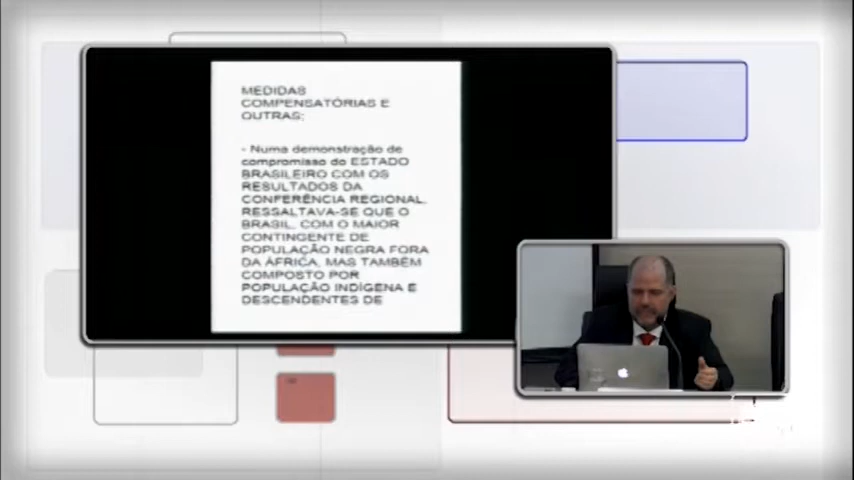 MEDIDAS
COMPENSATÓRIAS E
OUTRAS;
- Numa demonstração de
compromisso do ESTADO
BRASILEIRO COM OS
RESULTADOS DA
CONFERÊNCIA REGIONAL,
RESSALTAVA-SE QUE O
BRASIL, COM O MAIOR
CONTINGENTE DE
POPULAÇÃO NEGRA FORA
DA ÁFRICA, MAS TAMBÉM
COMPOSTO POR
POPULAÇÃO INDÍGENA E
DESCENDENTES DE